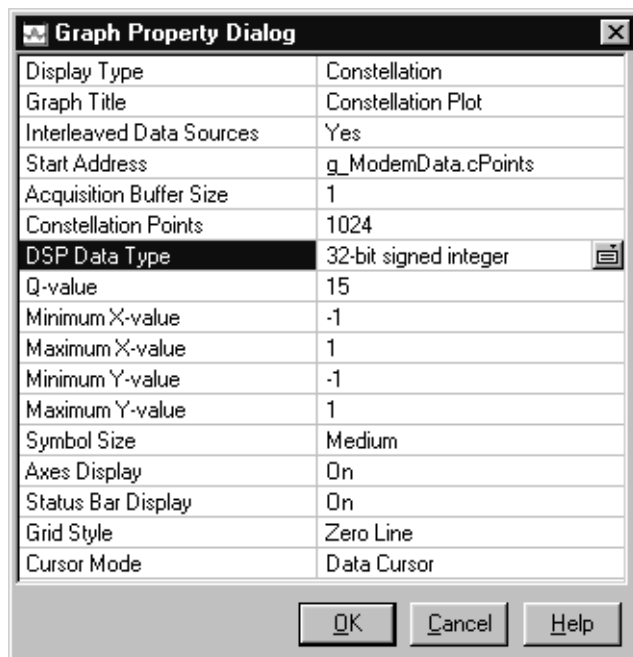 Graph Property Dialog
Display Type Constellation
Graph Title Constellation Plot
Interleaved Data Sources Yes
Start Address g_ModemData.cPoints
Acquisition Buffer Size 1
Constellation Points 1024
DSP Data Type 32-bit signed integer
Q-value 15
Minimum X-value -1
Maximum X-value 1
Minimum Y-value -1
Maximum Y-value 1
Symbol Size Medium
Axes Display On
Status Bar Display On
Grid Style Zero Line
Cursor Mode Data Cursor
OK Cancel Help